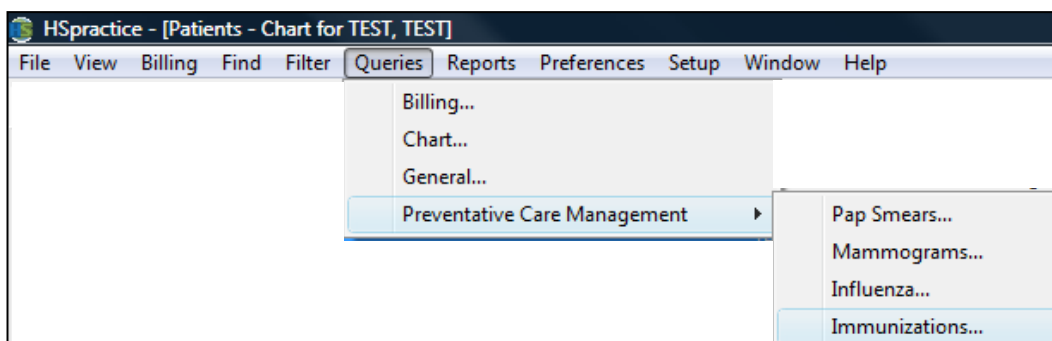 HSpractice - [Patients - Chart for TEST, TEST]
File View Billing Find Filter Queries Reports Preferences Setup Window Help
Billing...
Chart...
General...
Preventative Care Management
Pap Smears...
Mammograms...
Influenza...
Immunizations...